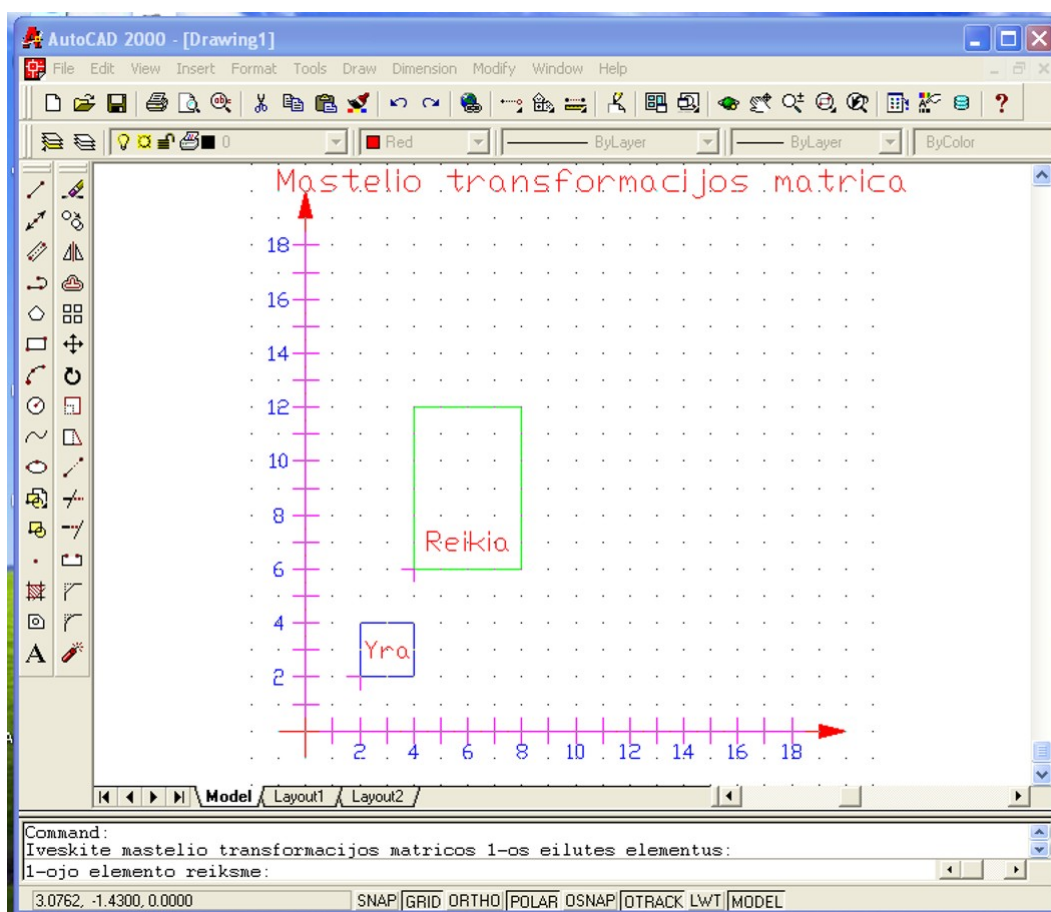 AutoCAD 2000 - [Drawing1]
File Edit View Insert Format Tools Draw Dimension Modify Window Help
0 Red ByLayer ByLayer ByColor
Mastelio transformacijos matrica
18
16
14
12
10
8
Reikia
6
4
Yra
2
2 4 6 8 10 12 14 16 18
Model Layout1 Layout2
Command:
Iveskite mastelio transformacijos matricos 1-os eilutes elementus:
1-ojo elemento reiksme:
3.0762, -1.4300, 0.0000 SNAP GRID ORTHO POLAR OSNAP OTRACK LWT MODEL